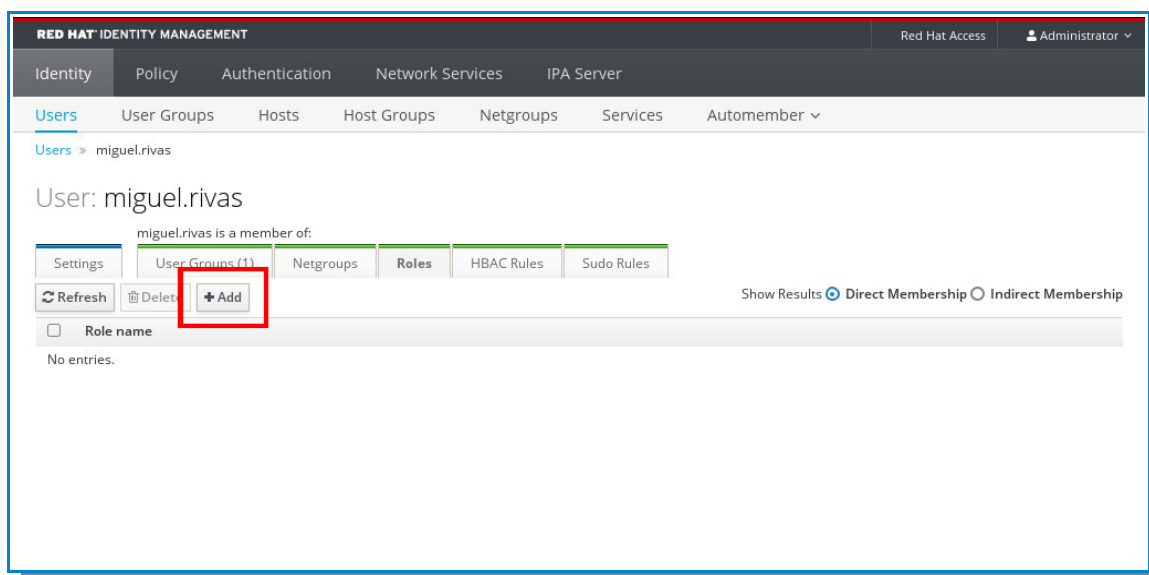 RED HAT® IDENTITY MANAGEMENT Red Hat Access Administrator
Identity Policy Authentication Network Services IPA Server
Users User Groups Hosts Host Groups Netgroups Services Automember
Users » miguel.rivas
User: miguel.rivas
miguel.rivas is a member of:
Settings User Groups (1) Netgroups Roles HBAC Rules Sudo Rules
Refresh Delete + Add Show Results Direct Membership Indirect Membership
Role name
No entries.